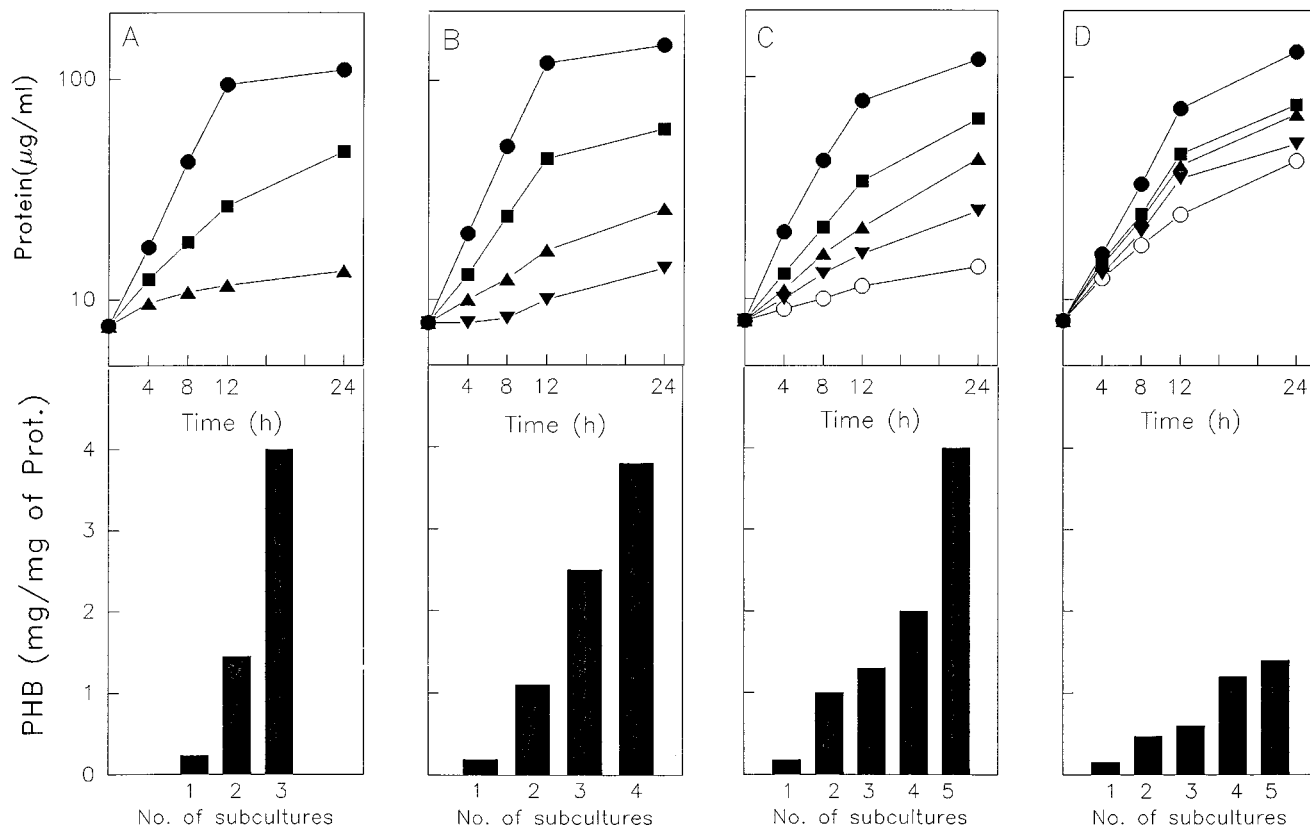 A B C D
Protein(μg/ml)
100
10
4 8 12 24 4 8 12 24 4 8 12 24 4 8 12 24
Time (h) Time (h) Time (h) Time (h)
PHB (mg/mg of Prot.)
4
3
2
1
0
1 2 3 1 2 3 4 1 2 3 4 5 1 2 3 4 5
No. of subcultures No. of subcultures No. of subcultures No. of subcultures